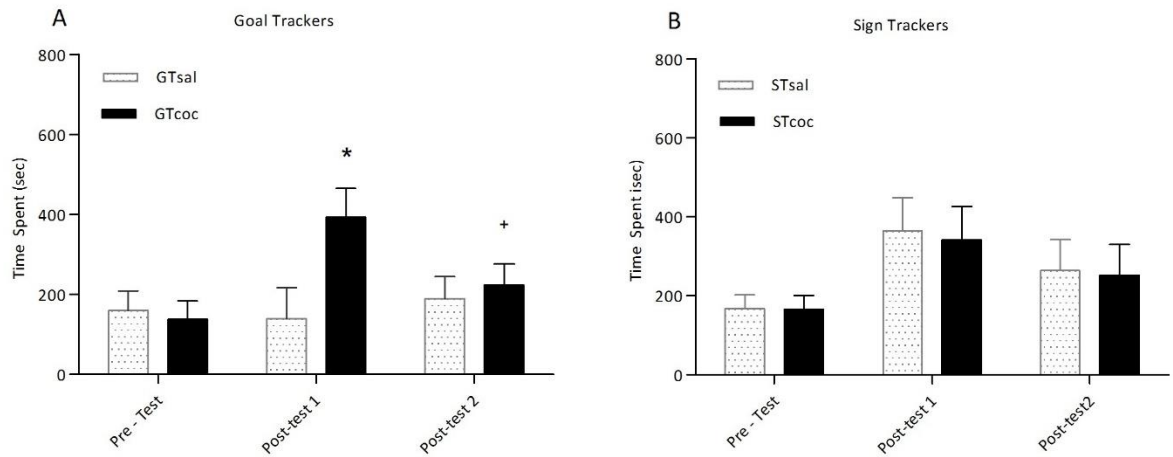 A
Goal Trackers
800
600
400
200
0
Time Spent (sec)
GTsal
GTcoc
*
+
Pre - Test
Post-test 1
Post-test 2
B
Sign Trackers
800
600
400
200
0
Time Spent isec)
STsal
STcoc
Pre - Test
Post-test 1
Post-test2